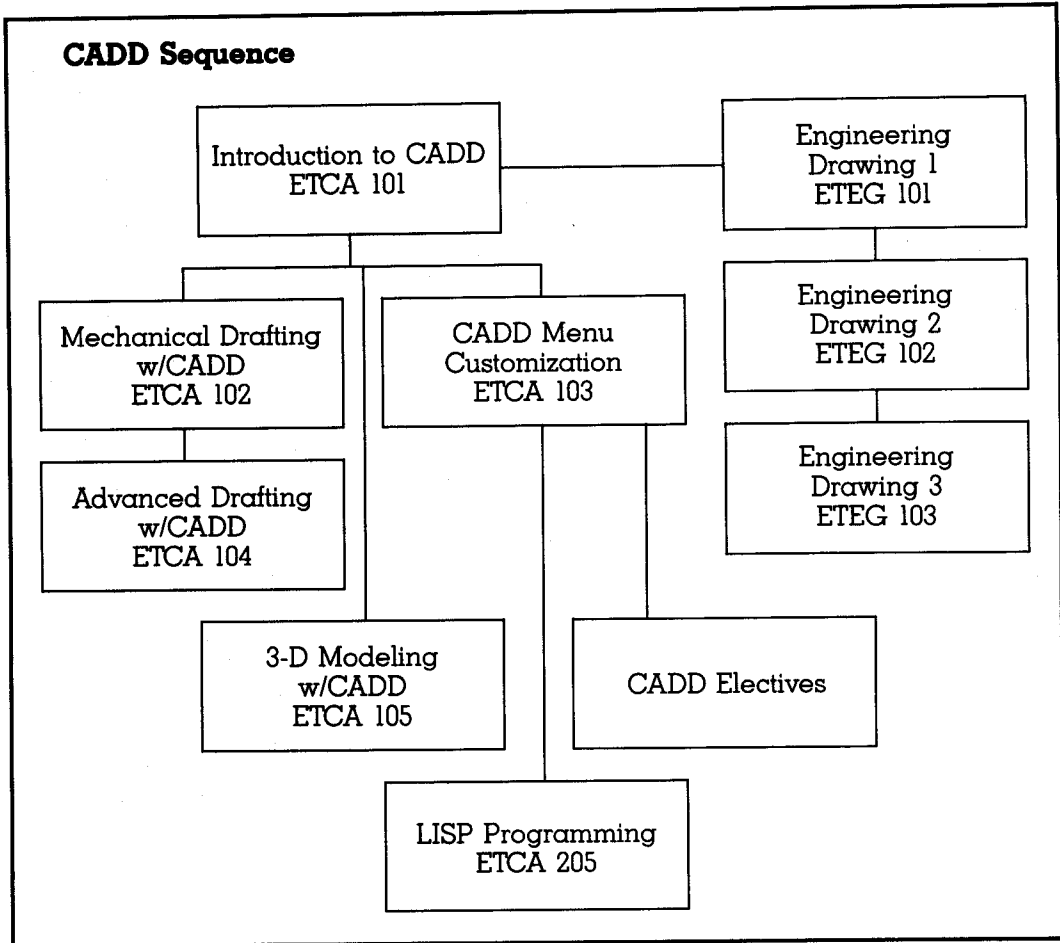 CADD Sequence
Introduction to CADD
ETCA 101
Engineering
Drawing 1
ETEG 101
Mechanical Drafting
w/CADD
ETCA 102
CADD Menu
Customization
ETCA 103
Engineering
Drawing 2
ETEG 102
Advanced Drafting
w/CADD
ETCA 104
Engineering
Drawing 3
ETEG 103
3-D Modeling
w/CADD
ETCA 105
CADD Electives
LISP Programming
ETCA 205